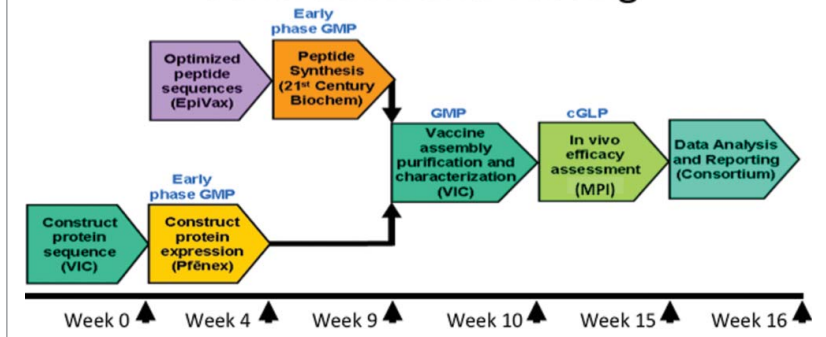 Early
phase GMP
Optimized
peptide
sequences
(EpiVax)
Peptide
Synthesis
(21st Century
Biochem)
GMP
Vaccine
assembly
purification and
characterization
(VIC)
cGLP
In vivo
efficacy
assessment
(MPI)
Data Analysis
and Reporting
(Consortium)
Early
phase GMP
Construct
protein
sequence
(VIC)
Construct
protein
expression
(Pfēnex)
Week 0
Week 4
Week 9
Week 10
Week 15
Week 16